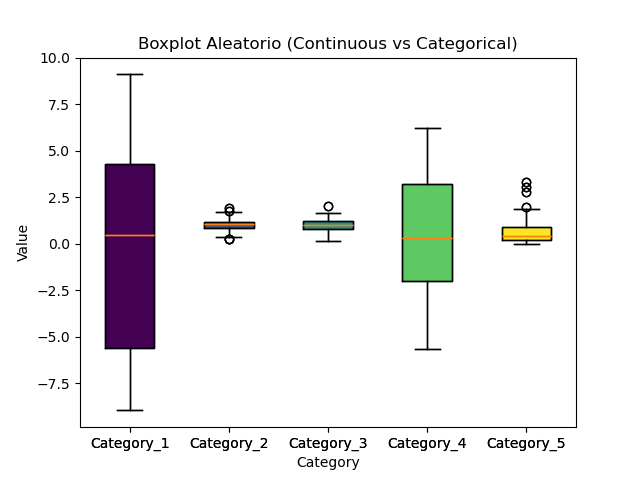 Boxplot Aleatorio (Continuous vs Categorical)
10.0
7.5
5.0
2.5
0.0
−2.5
−5.0
−7.5
Value
Category_1 Category_2 Category_3 Category_4 Category_5
Category